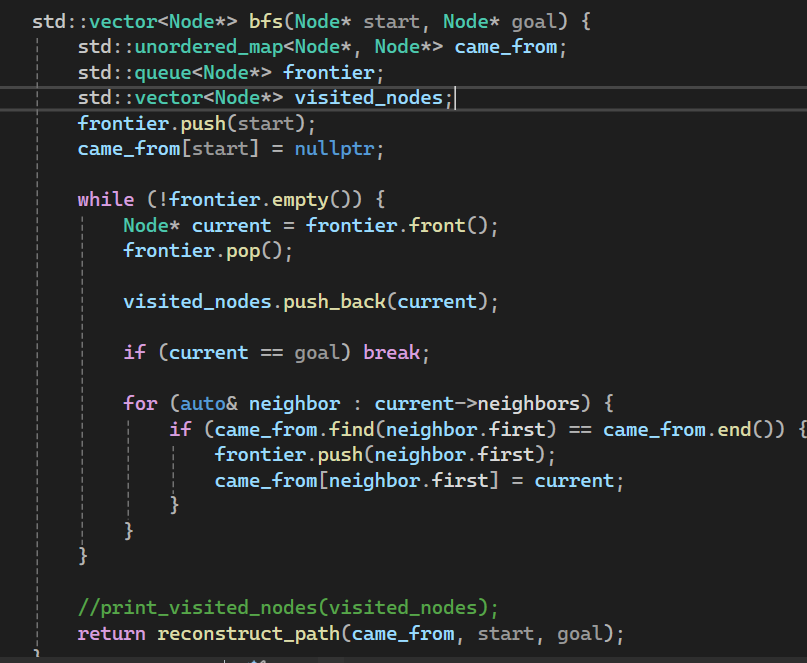 std::vector<Node*> bfs(Node* start, Node* goal) {
    std::unordered_map<Node*, Node*> came_from;
    std::queue<Node*> frontier;
    std::vector<Node*> visited_nodes;
    frontier.push(start);
    came_from[start] = nullptr;

    while (!frontier.empty()) {
        Node* current = frontier.front();
        frontier.pop();

        visited_nodes.push_back(current);

        if (current == goal) break;

        for (auto& neighbor : current->neighbors) {
            if (came_from.find(neighbor.first) == came_from.end()) {
                frontier.push(neighbor.first);
                came_from[neighbor.first] = current;
            }
        }
    }

    //print_visited_nodes(visited_nodes);
    return reconstruct_path(came_from, start, goal);
}